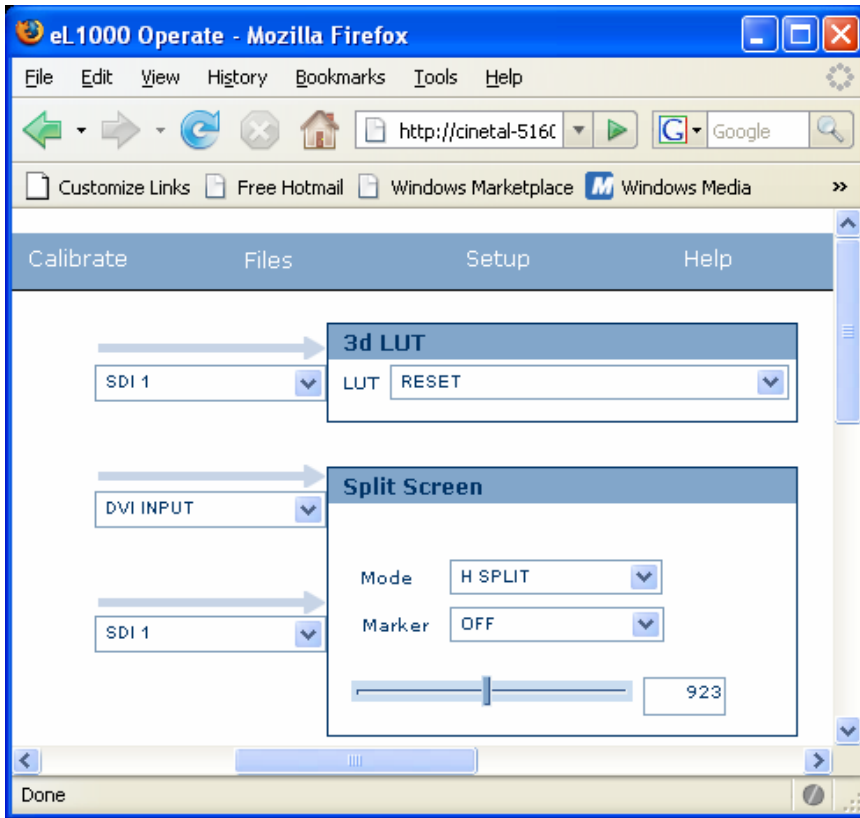 eL1000 Operate - Mozilla Firefox
File Edit View History Bookmarks Tools Help
http://cinetal-5160 G Google
Customize Links Free Hotmail Windows Marketplace M Windows Media »
Calibrate Files Setup Help
3d LUT
SDI 1 LUT RESET
Split Screen
DVI INPUT
Mode H SPLIT
SDI 1 Marker OFF
923
Done